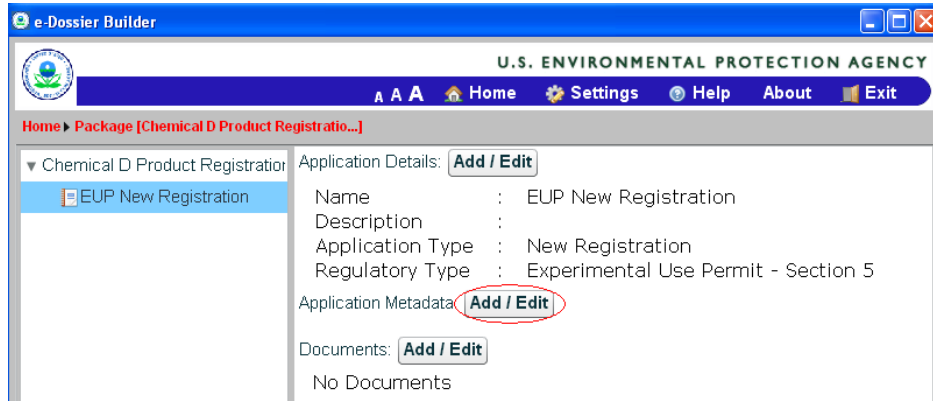 e-Dossier Builder
U.S. ENVIRONMENTAL PROTECTION AGENCY
A A A Home Settings Help About Exit
Home Package [Chemical D Product Registratio...]
Chemical D Product Registration
EUP New Registration
Application Details: Add / Edit
Name : EUP New Registration
Description :
Application Type : New Registration
Regulatory Type : Experimental Use Permit - Section 5
Application Metadata Add / Edit
Documents: Add / Edit
No Documents